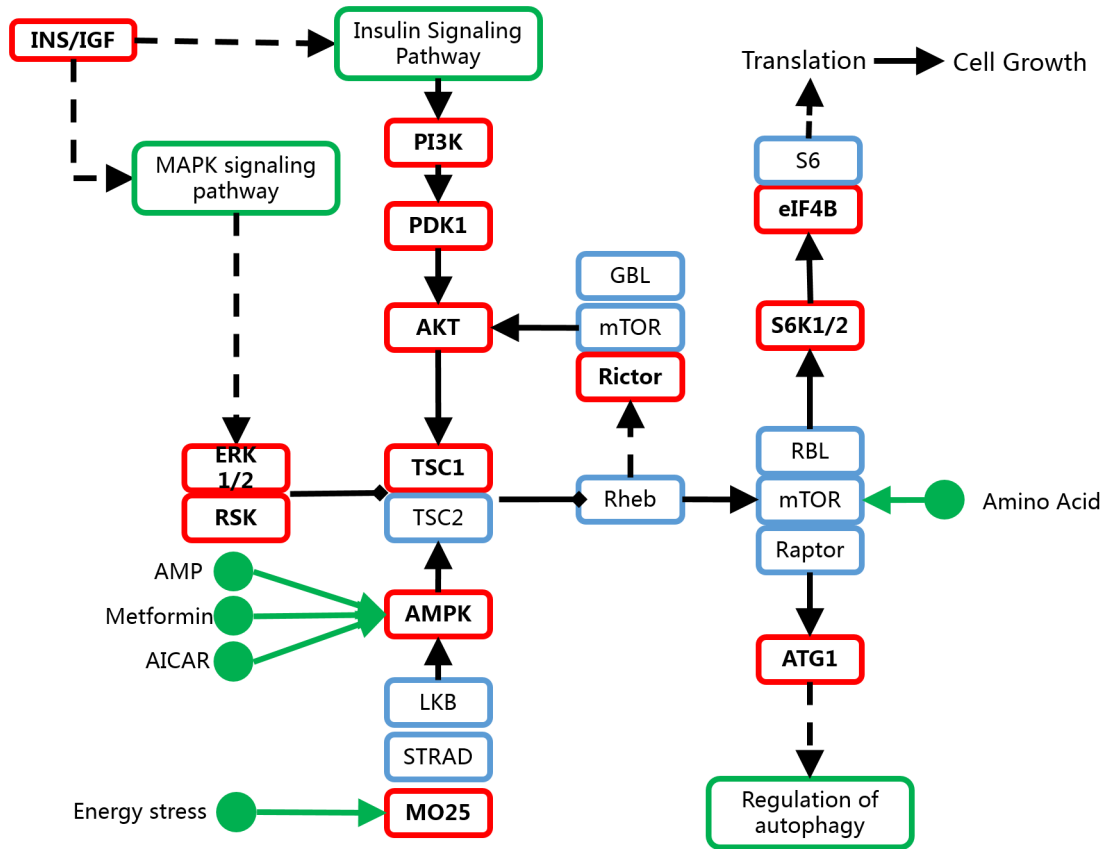 INS/IGF
Insulin Signaling
Pathway
Translation
Cell Growth
PI3K
S6
MAPK signaling
pathway
eIF4B
PDK1
GBL
AKT
mTOR
S6K1/2
Rictor
ERK
1/2
TSC1
RBL
RSK
TSC2
Rheb
mTOR
Amino Acid
Raptor
AMP
Metformin
AMPK
AICAR
ATG1
LKB
STRAD
Energy stress
MO25
Regulation of
autophagy